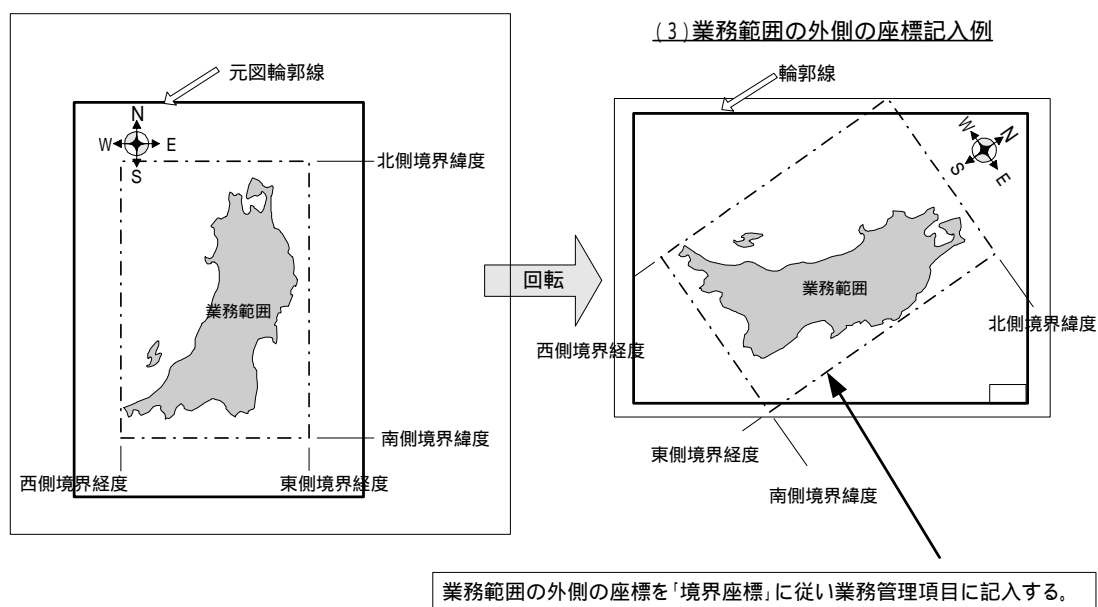 元図輪郭線
N
W
E
S
北側境界緯度
業務範囲
南側境界緯度
西側境界経度
東側境界経度
回転
(3)業務範囲の外側の座標記入例
輪郭線
W
N
S
E
業務範囲
北側境界緯度
西側境界経度
東側境界経度
南側境界緯度
業務範囲の外側の座標を「境界座標」に従い業務管理項目に記入する。